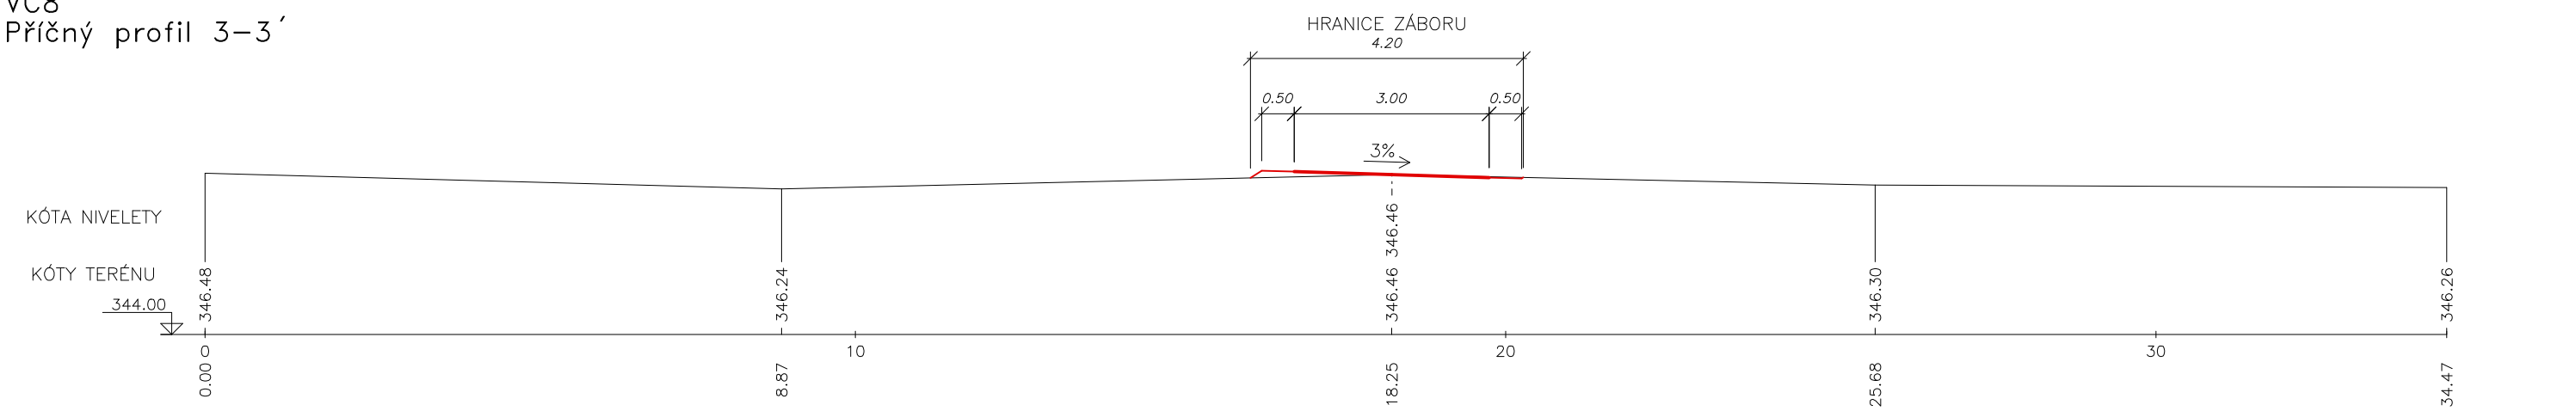 VC8
Příčný profil 3-3´
HRANICE ZÁBORU
4.20
0.50 3.00 0.50
3%
KÓTA NIVELETY
346.46
KÓTY TERÉNU
346.48 346.24 346.46 346.30 346.26
344.00
0 10 20 30
0.00 8.87 18.25 25.68 34.47